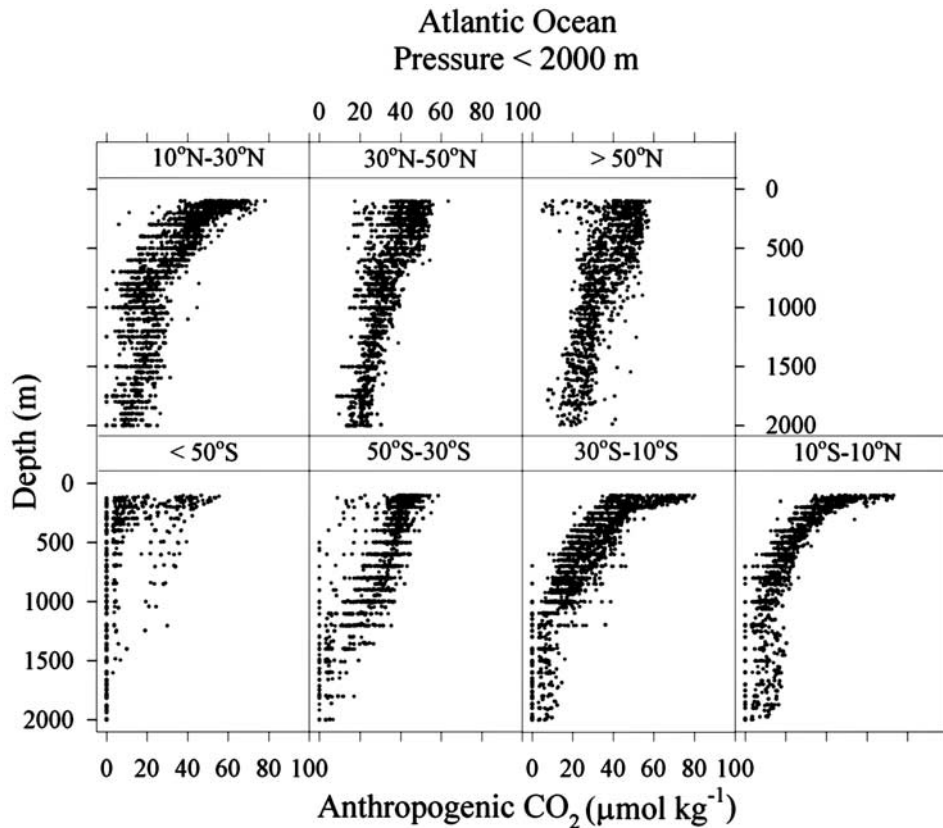 Atlantic Ocean
Pressure < 2000 m
0 20 40 60 80 100
10°N-30°N 30°N-50°N > 50°N
0
500
1000
1500
2000
< 50°S 50°S-30°S 30°S-10°S 10°S-10°N
0
500
1000
1500
2000
Depth (m)
0 20 40 60 80 100 0 20 40 60 80 100
Anthropogenic CO₂ (μmol kg⁻¹)